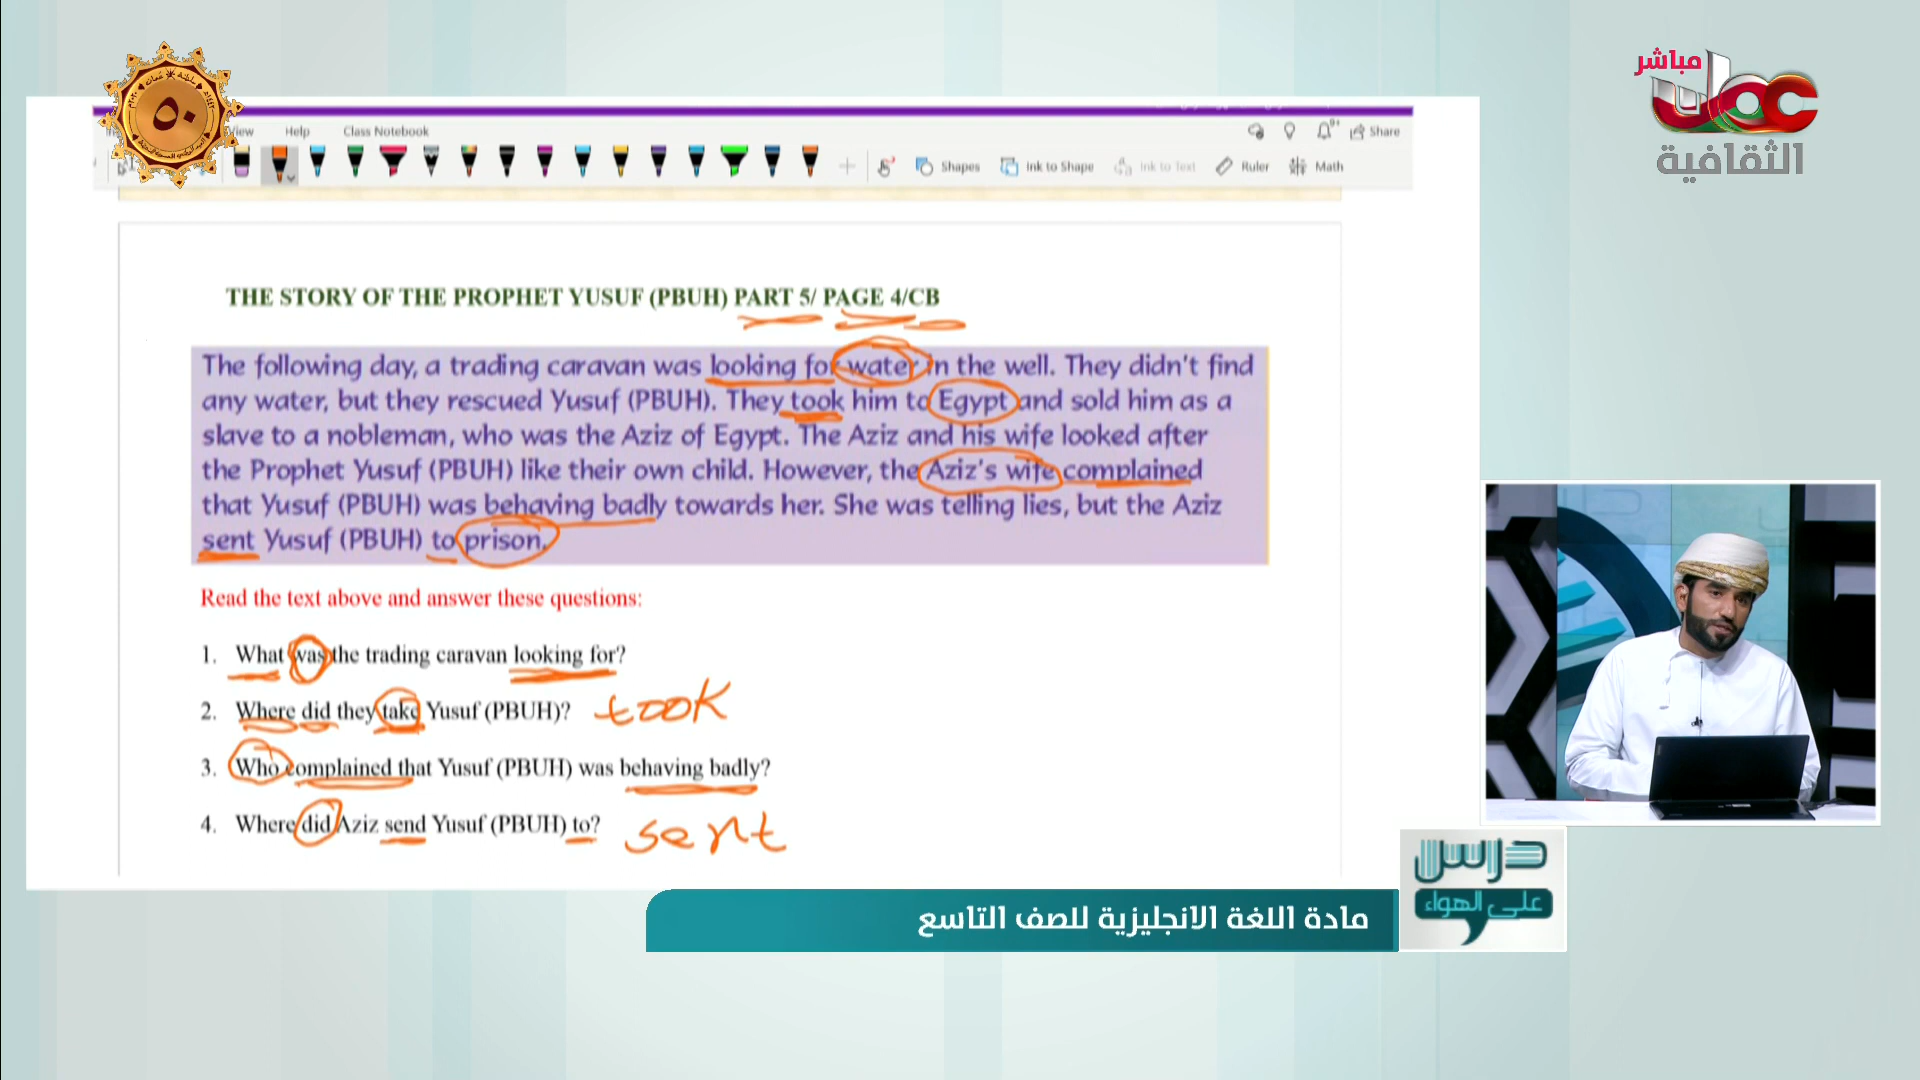 مباشر
عمان
الثقافية
٥٠
View Help Class Notebook
Share
Shapes Ink to Shape Ink to Text Ruler Math
THE STORY OF THE PROPHET YUSUF (PBUH) PART 5/ PAGE 4/CB
The following day, a trading caravan was looking for water in the well. They didn't find
any water, but they rescued Yusuf (PBUH). They took him to Egypt and sold him as a
slave to a nobleman, who was the Aziz of Egypt. The Aziz and his wife looked after
the Prophet Yusuf (PBUH) like their own child. However, the Aziz's wife complained
that Yusuf (PBUH) was behaving badly towards her. She was telling lies, but the Aziz
sent Yusuf (PBUH) to prison.
Read the text above and answer these questions:
1. What was the trading caravan looking for?
2. Where did they take Yusuf (PBUH)? took
3. Who complained that Yusuf (PBUH) was behaving badly?
4. Where did Aziz send Yusuf (PBUH) to? sent
درس
على الهواء
مادة اللغة الانجليزية للصف التاسع